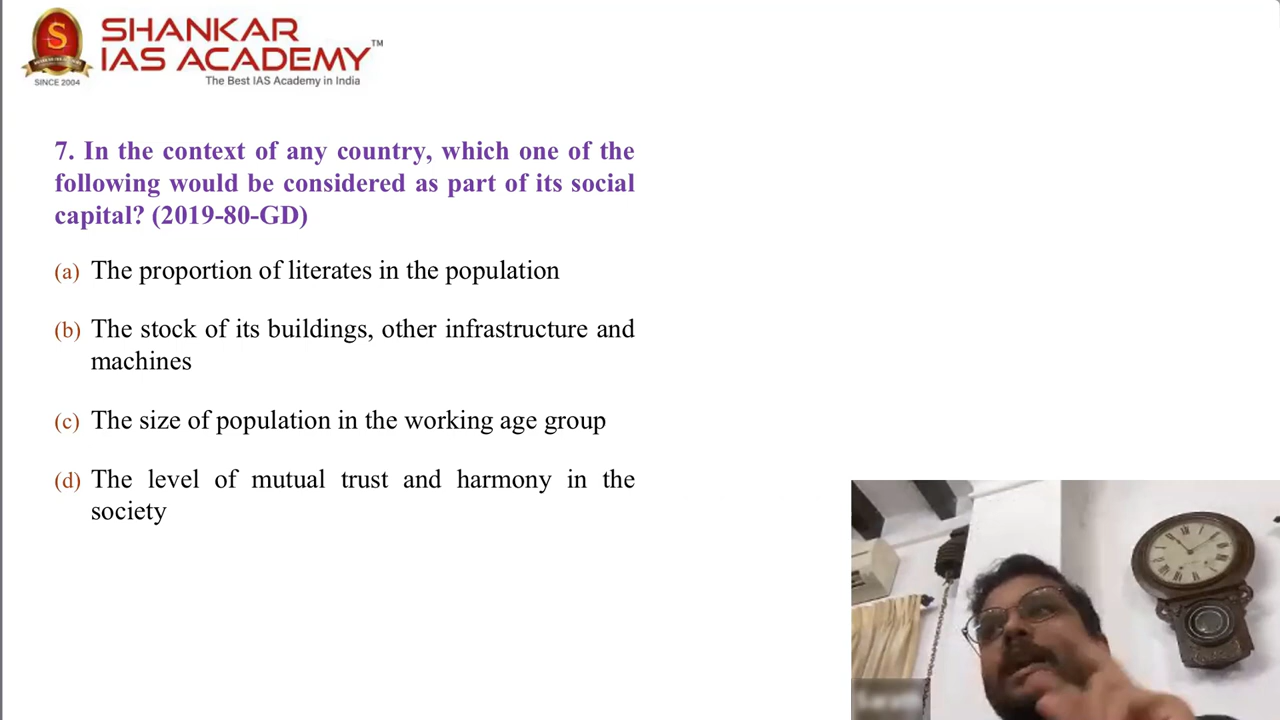 SHANKAR
IAS ACADEMY™
The Best IAS Academy in India
SINCE 2004
7. In the context of any country, which one of the
following would be considered as part of its social
capital? (2019-80-GD)
(a) The proportion of literates in the population
(b) The stock of its buildings, other infrastructure and
machines
(c) The size of population in the working age group
(d) The level of mutual trust and harmony in the
society